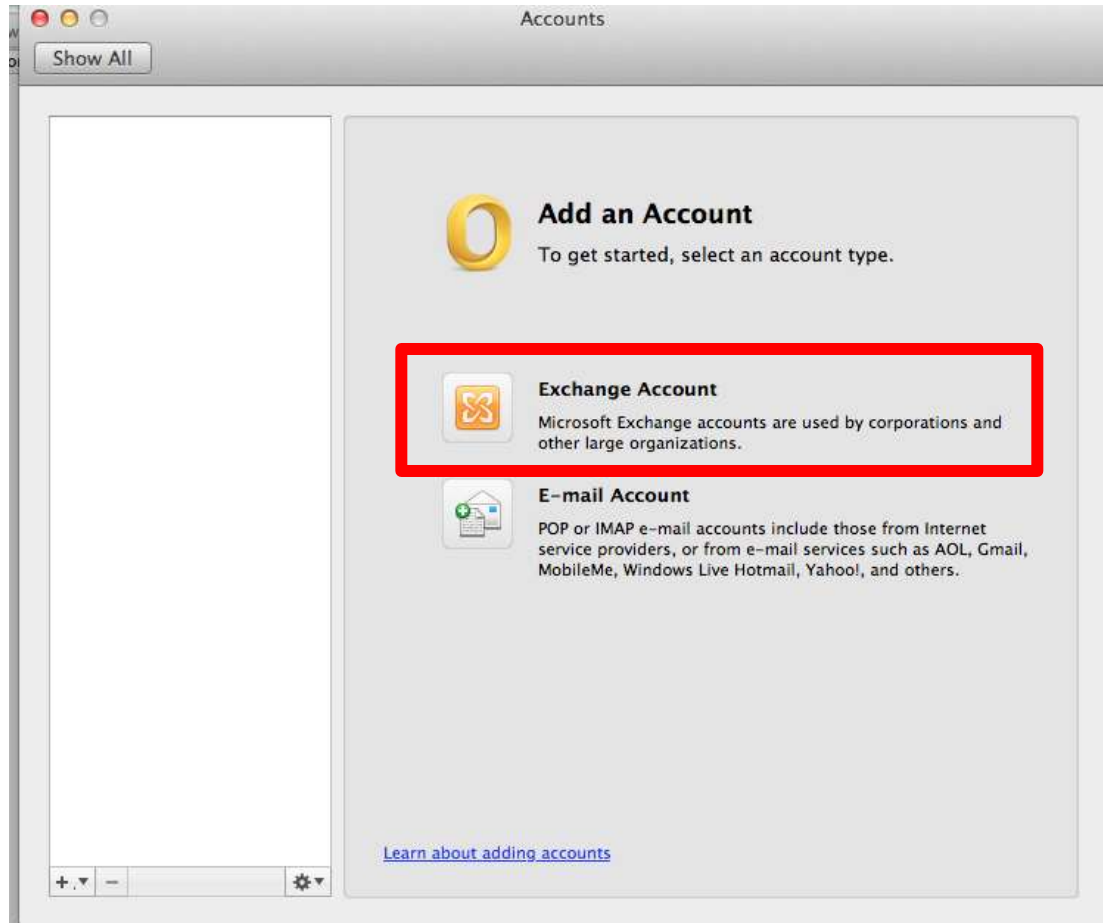 Accounts
Show All
Add an Account
To get started, select an account type.
Exchange Account
Microsoft Exchange accounts are used by corporations and
other large organizations.
E-mail Account
POP or IMAP e-mail accounts include those from Internet
service providers, or from e-mail services such as AOL, Gmail,
MobileMe, Windows Live Hotmail, Yahoo!, and others.
Learn about adding accounts